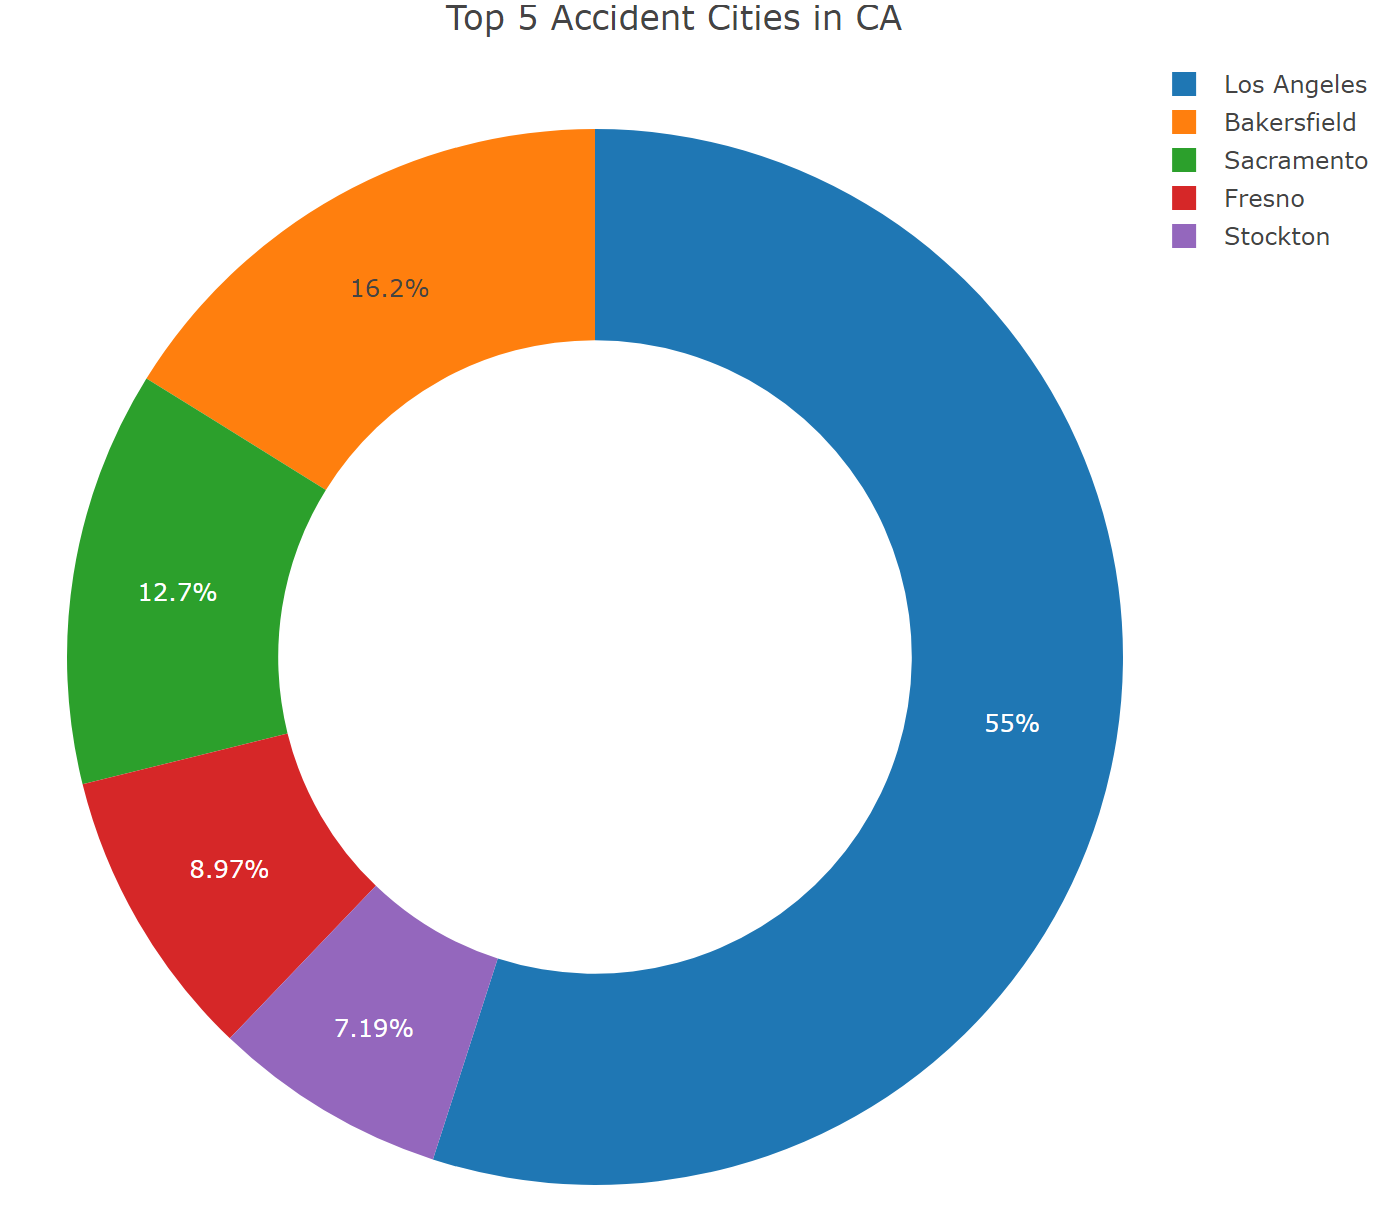 Top 5 Accident Cities in CA
Los Angeles
Bakersfield
Sacramento
Fresno
Stockton
16.2%
12.7%
55%
8.97%
7.19%